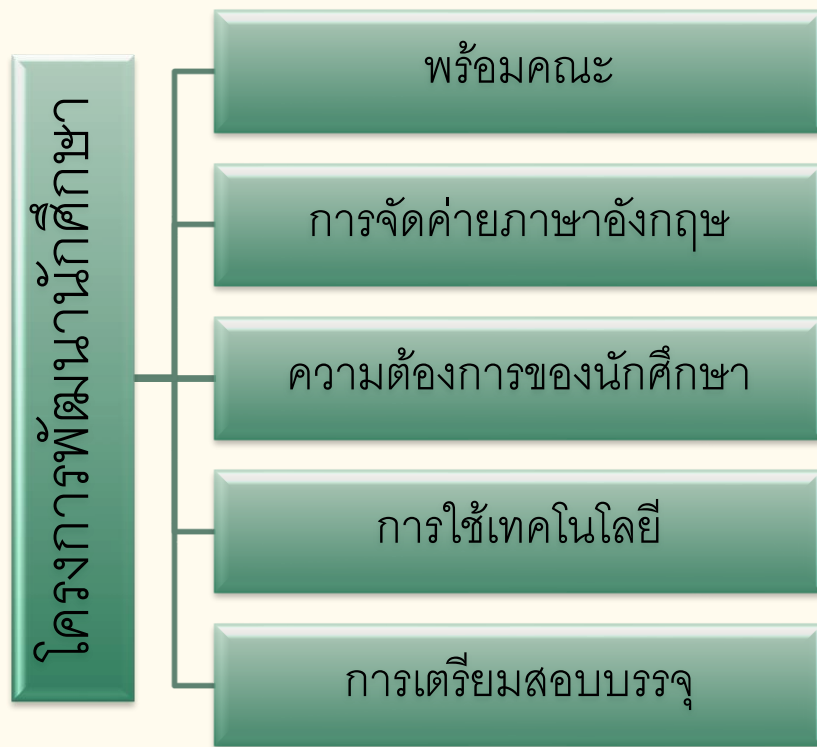 โครงการพัฒนานักศึกษา
พร้อมคณะ
การจัดค่ายภาษาอังกฤษ
ความต้องการของนักศึกษา
การใช้เทคโนโลยี
การเตรียมสอบบรรจุ